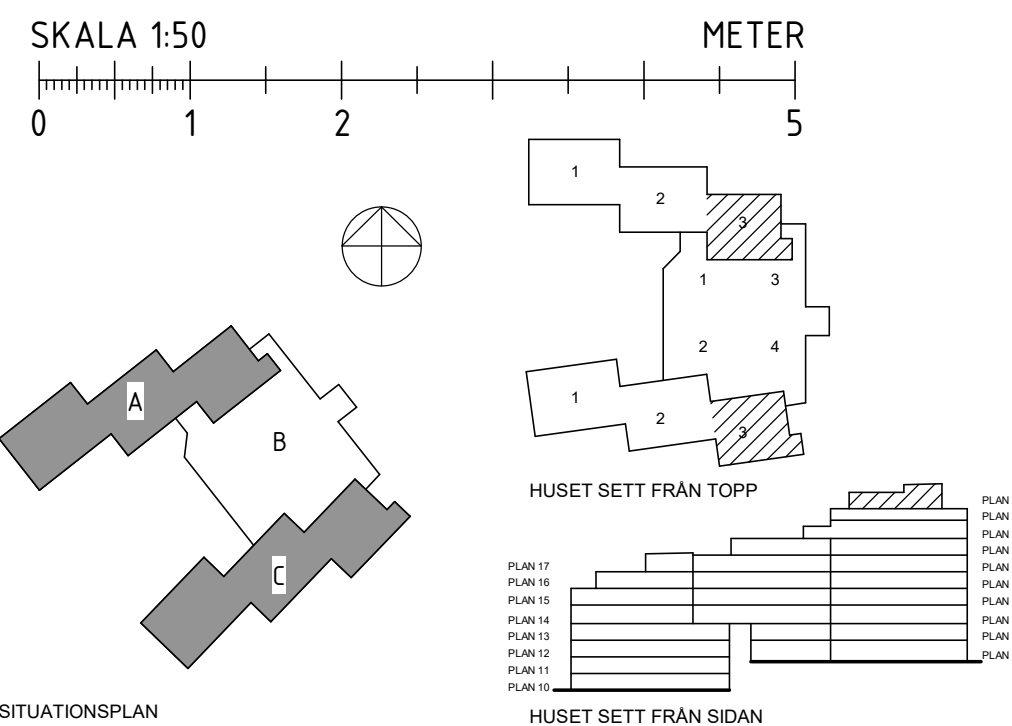 SKALA 1:50 METER
0 1 2 5
1
2
3
1 3
2 4
1
2
3
HUSET SETT FRÅN TOPP
A
B
C
SITUATIONSPLAN
PLAN 17
PLAN 16
PLAN 15
PLAN 14
PLAN 13
PLAN 12
PLAN 11
PLAN 10
PLAN
PLAN
PLAN
PLAN
PLAN
PLAN
PLAN
PLAN
PLAN
PLAN
HUSET SETT FRÅN SIDAN